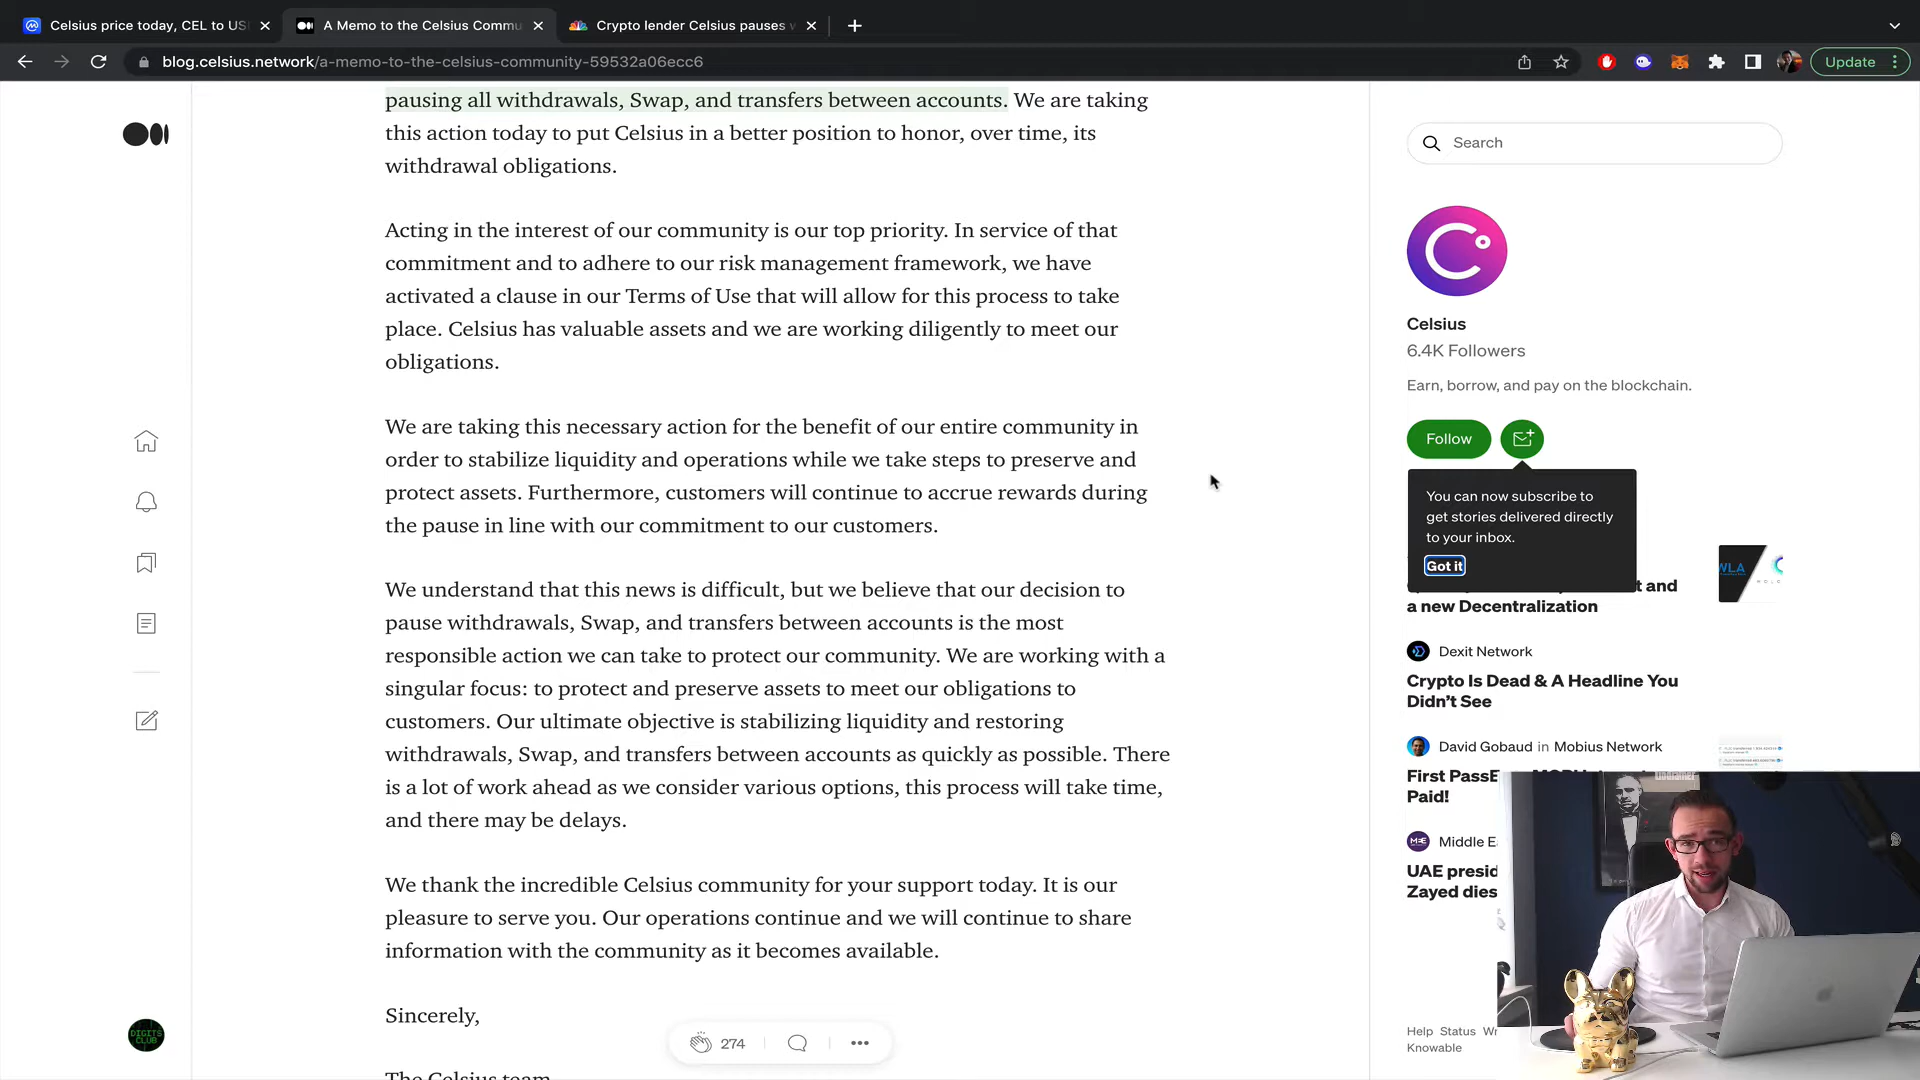 Celsius price today, CEL to US
A Memo to the Celsius Commu
Crypto lender Celsius pauses w
blog.celsius.network/a-memo-to-the-celsius-community-59532a06ecc6
Update
pausing all withdrawals, Swap, and transfers between accounts. We are taking
this action today to put Celsius in a better position to honor, over time, its
withdrawal obligations.
Acting in the interest of our community is our top priority. In service of that
commitment and to adhere to our risk management framework, we have
activated a clause in our Terms of Use that will allow for this process to take
place. Celsius has valuable assets and we are working diligently to meet our
obligations.
We are taking this necessary action for the benefit of our entire community in
order to stabilize liquidity and operations while we take steps to preserve and
protect assets. Furthermore, customers will continue to accrue rewards during
the pause in line with our commitment to our customers.
We understand that this news is difficult, but we believe that our decision to
pause withdrawals, Swap, and transfers between accounts is the most
responsible action we can take to protect our community. We are working with a
singular focus: to protect and preserve assets to meet our obligations to
customers. Our ultimate objective is stabilizing liquidity and restoring
withdrawals, Swap, and transfers between accounts as quickly as possible. There
is a lot of work ahead as we consider various options, this process will take time,
and there may be delays.
We thank the incredible Celsius community for your support today. It is our
pleasure to serve you. Our operations continue and we will continue to share
information with the community as it becomes available.
Sincerely,
The Celsius team
274
DIGITS
CLUB
Search
Celsius
6.4K Followers
Earn, borrow, and pay on the blockchain.
Follow
You can now subscribe to
get stories delivered directly
to your inbox.
Got it
t and
a new Decentralization
WLA
Dexit Network
Crypto Is Dead & A Headline You
Didn't See
David Gobaud in Mobius Network
First Pass
Paid!
Middle E
UAE presid
Zayed dies
Help Status Wr
Knowable